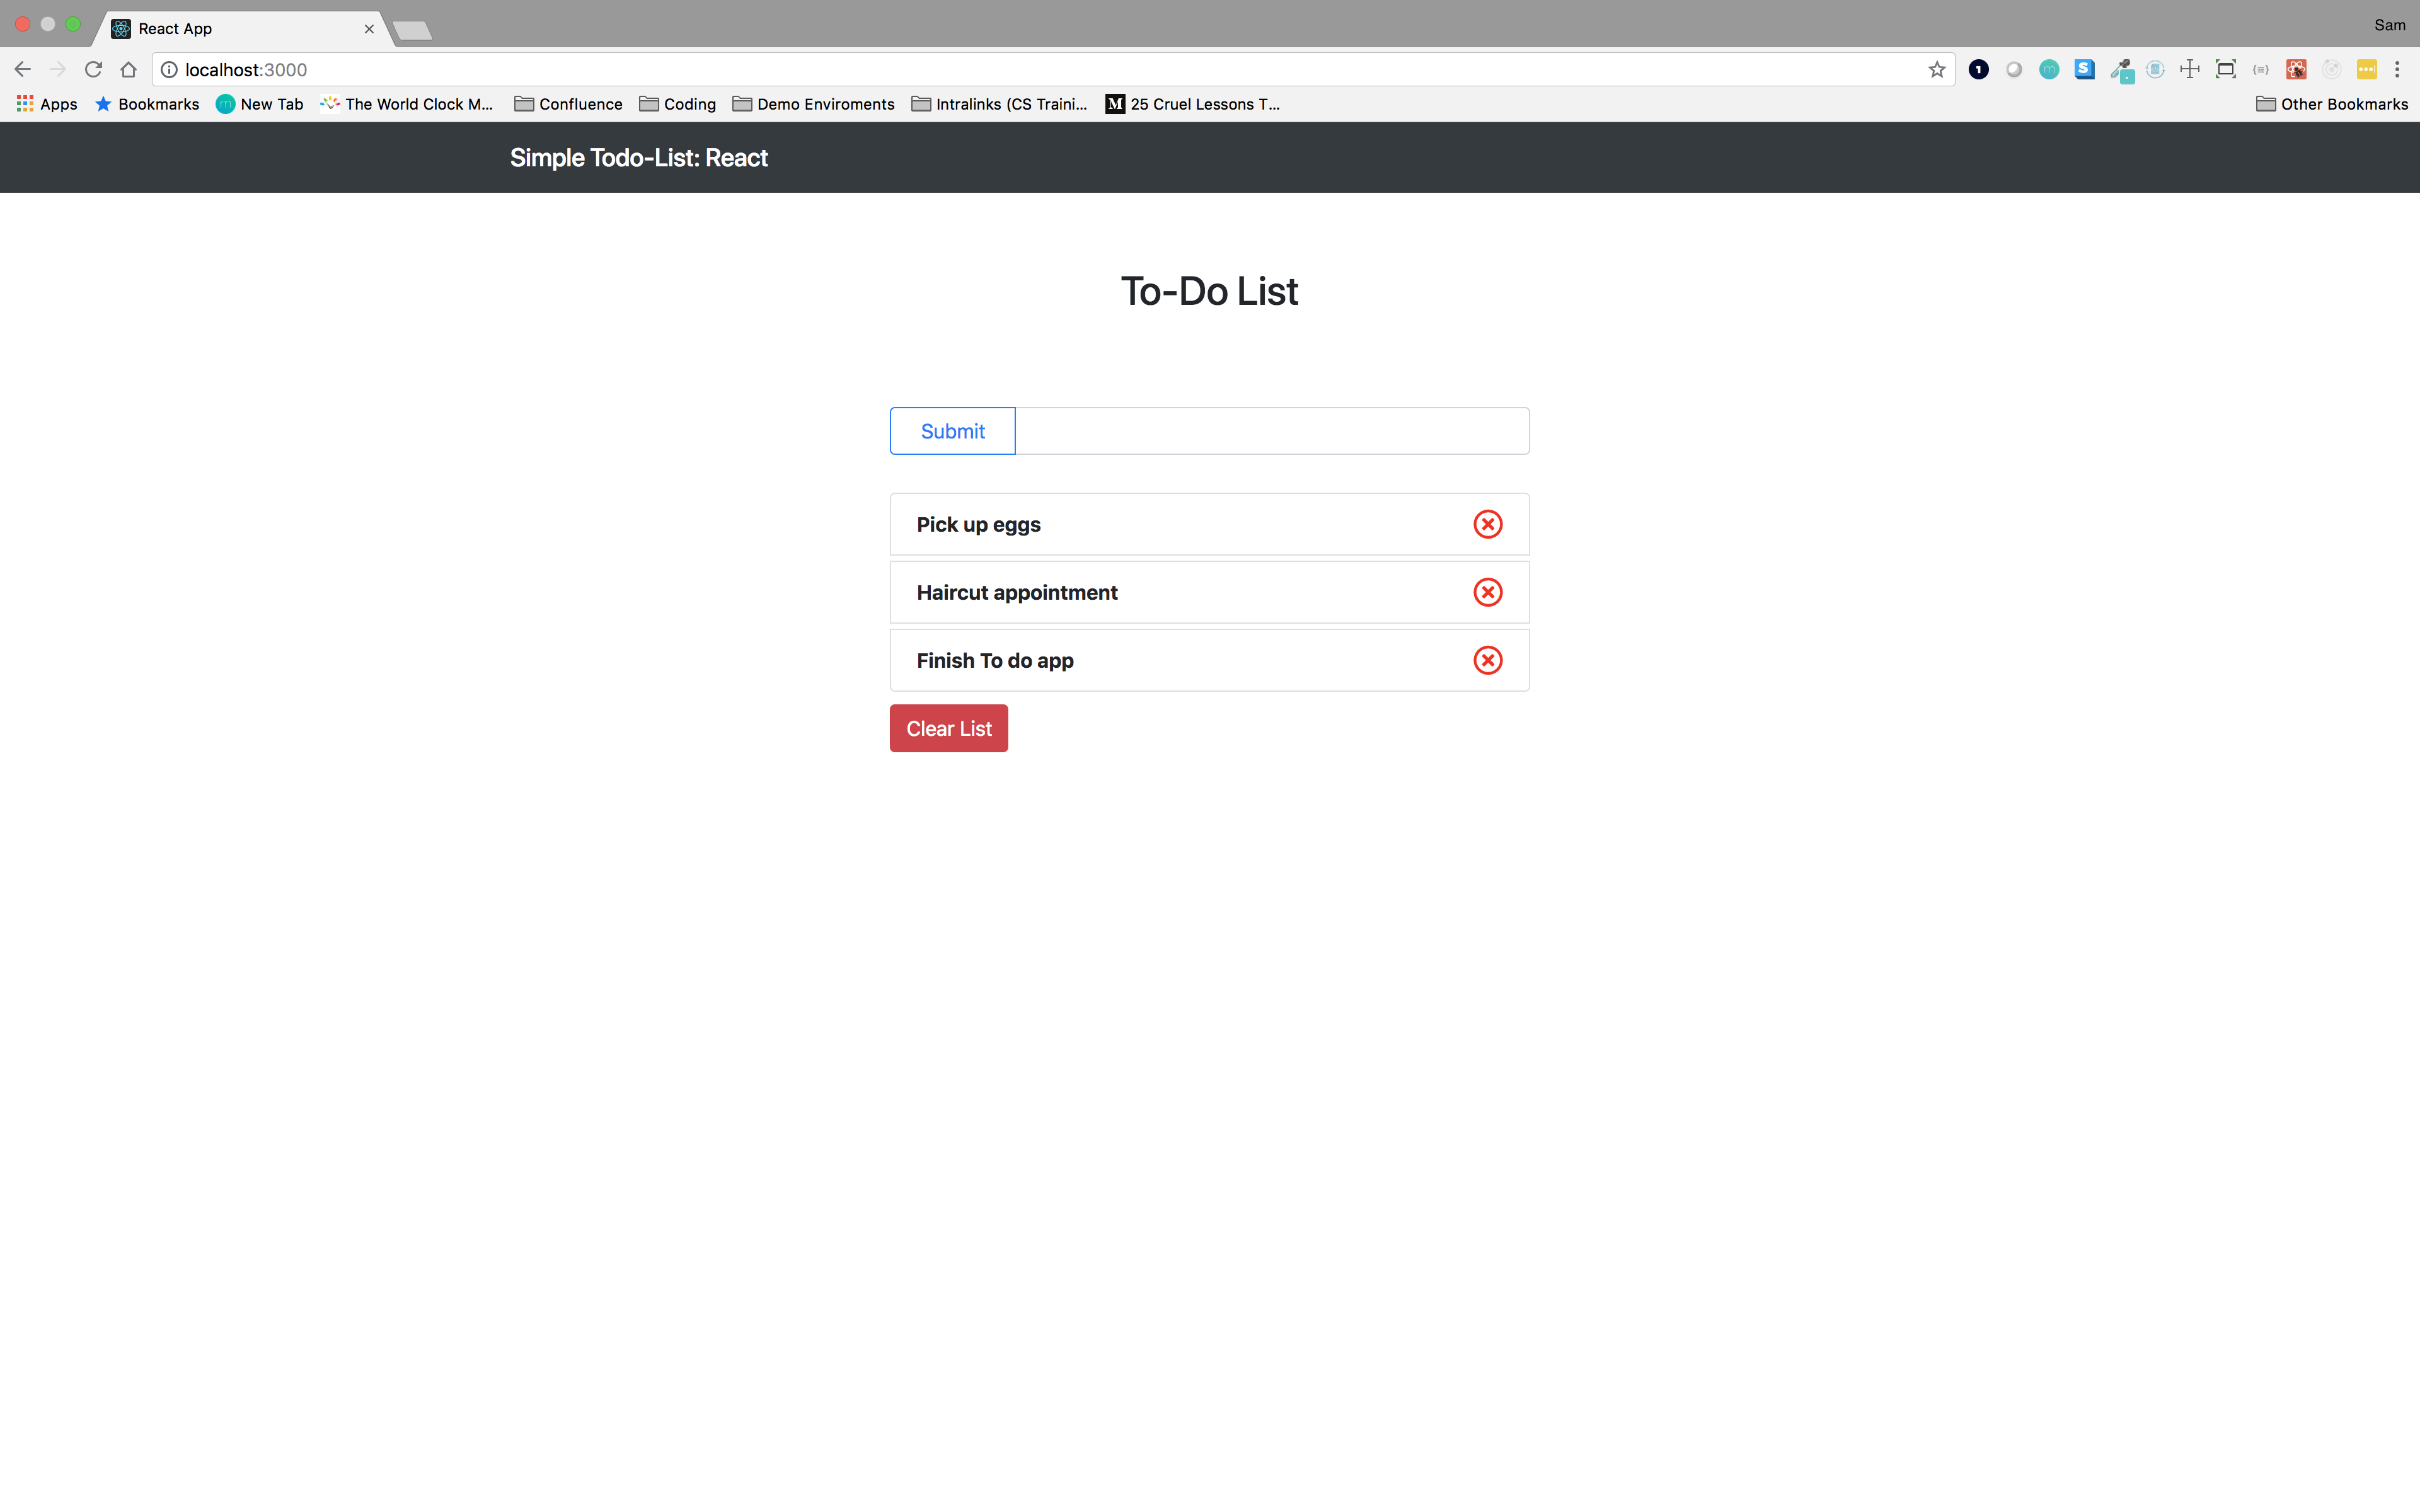 React App
Sam
localhost:3000
Apps Bookmarks New Tab The World Clock M... Confluence Coding Demo Enviroments Intralinks (CS Traini... 25 Cruel Lessons T... Other Bookmarks
Simple Todo-List: React
To-Do List
Submit
Pick up eggs
Haircut appointment
Finish To do app
Clear List